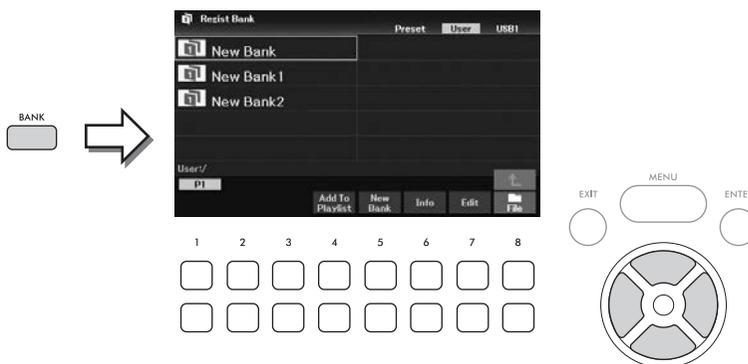 Regist Bank
Preset User USB1
New Bank
New Bank1
New Bank2
BANK
User:/
P1
Add To Playlist New Bank Info Edit File
EXIT MENU ENTE
1 2 3 4 5 6 7 8